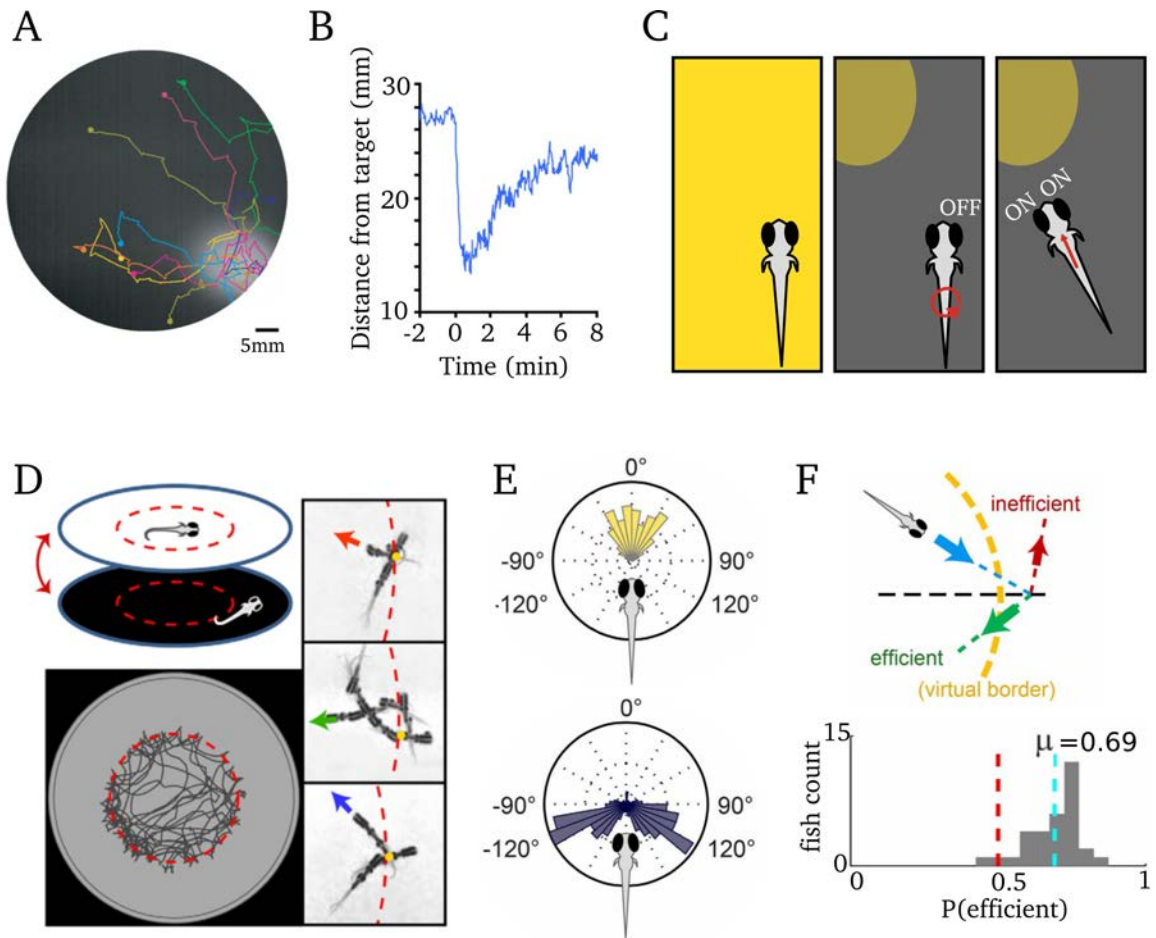 A
5mm
B
Distance from target (mm)
30
20
10
-2 0 2 4 6 8
Time (min)
C
OFF
ON ON
D
E
0°
-90° 90°
-120° 120°
0°
-90° 90°
-120° 120°
F
inefficient
efficient
(virtual border)
μ =0.69
fish count
15
0
0 0.5 1
P(efficient)